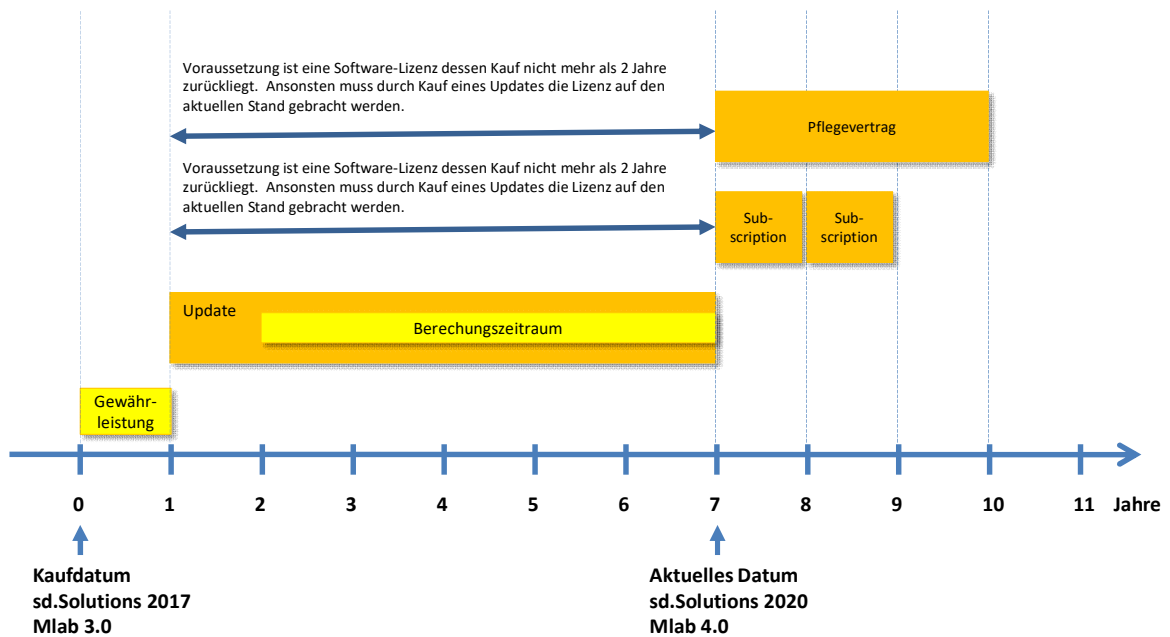 Voraussetzung ist eine Software-Lizenz dessen Kauf nicht mehr als 2 Jahre
zurückliegt.  Ansonsten muss durch Kauf eines Updates die Lizenz auf den
aktuellen Stand gebracht werden.
Pflegevertrag
Voraussetzung ist eine Software-Lizenz dessen Kauf nicht mehr als 2 Jahre
zurückliegt.  Ansonsten muss durch Kauf eines Updates die Lizenz auf den
aktuellen Stand gebracht werden.
Sub-
scription
Sub-
scription
Update
Berechungszeitraum
Gewähr-
leistung
0 1 2 3 4 5 6 7 8 9 10 11 Jahre
Kaufdatum
sd.Solutions 2017
Mlab 3.0
Aktuelles Datum
sd.Solutions 2020
Mlab 4.0